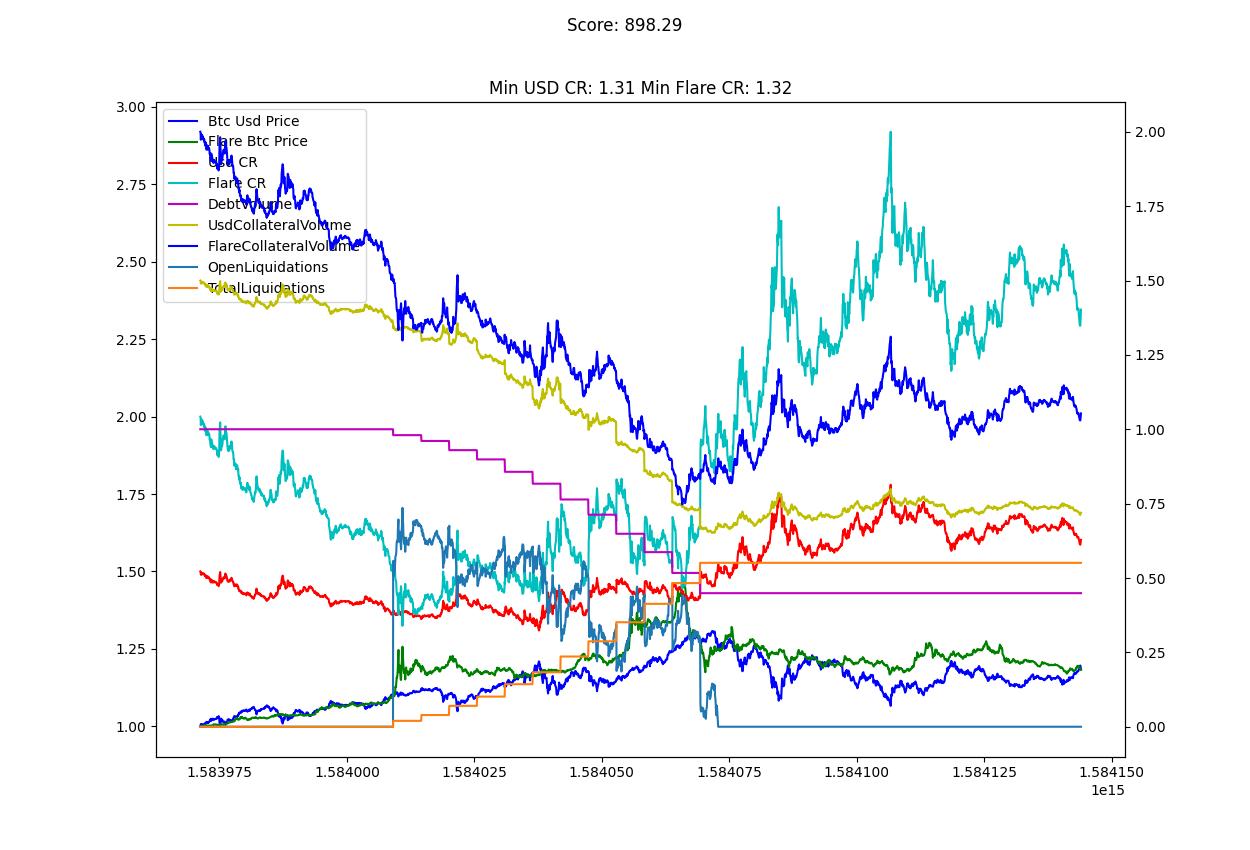 Score: 898.29
Min USD CR: 1.31 Min Flare CR: 1.32
3.00
2.75
2.50
2.25
2.00
1.75
1.50
1.25
1.00
Btc Usd Price
Flare Btc Price
Usd CR
Flare CR
DebtVolume
UsdCollateralVolume
FlareCollateralVolume
OpenLiquidations
TotalLiquidations
2.00
1.75
1.50
1.25
1.00
0.75
0.50
0.25
0.00
1.583975 1.584000 1.584025 1.584050 1.584075 1.584100 1.584125 1.584150
1e15